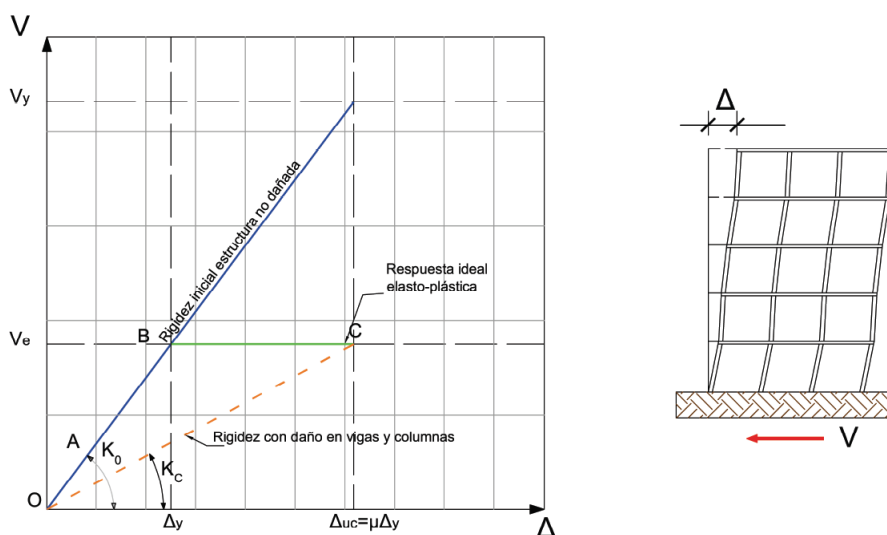 V
Vy
Rigidez inicial estructura no dañada
Respuesta ideal
elasto-plástica
Ve
B
C
A
K0
Kc
Rigidez con daño en vigas y columnas
O
Δy
Δuc=μΔy
Δ
Δ
V